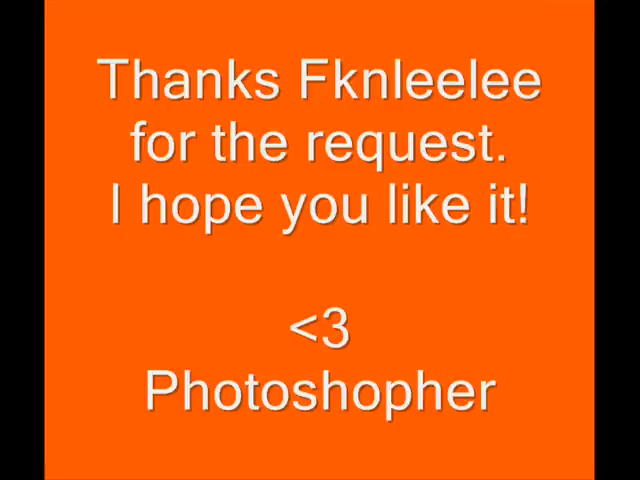 Thanks Fknleelee
for the request.
I hope you like it!
<3
Photoshopher